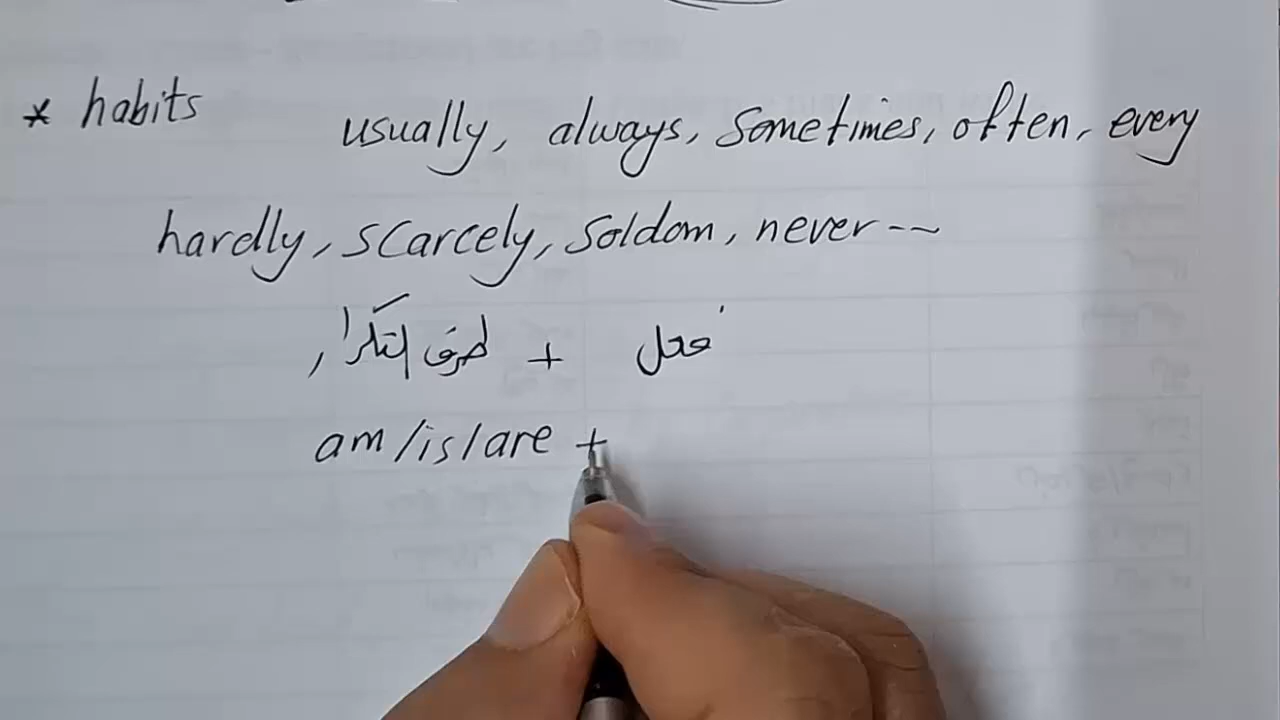 * habits usually, always, sometimes, often, every
hardly, scarcely, soldom, never --~
ظرف التكرار + فعل
am/is/are +